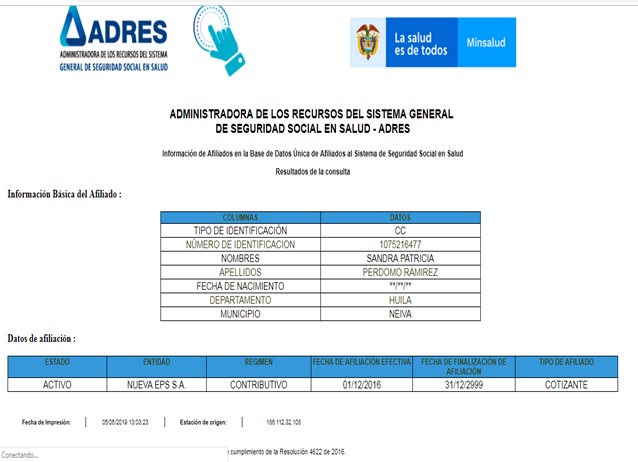 ADRES
ADMINISTRADORA DE LOS RECURSOS DEL SISTEMA
GENERAL DE SEGURIDAD SOCIAL EN SALUD
La salud
es de todos
Minsalud
ADMINISTRADORA DE LOS RECURSOS DEL SISTEMA GENERAL
DE SEGURIDAD SOCIAL EN SALUD - ADRES
Información de Afiliados en la Base de Datos Única de Afiliados al Sistema de Seguridad Social en Salud
Resultados de la consulta
Información Básica del Afiliado :
COLUMNAS DATOS
TIPO DE IDENTIFICACIÓN CC
NÚMERO DE IDENTIFICACION 1075216477
NOMBRES SANDRA PATRICIA
APELLIDOS PERDOMO RAMIREZ
FECHA DE NACIMIENTO **/**/**
DEPARTAMENTO HUILA
MUNICIPIO NEIVA
Datos de afiliación :
ESTADO ENTIDAD REGIMEN FECHA DE AFILIACIÓN EFECTIVA FECHA DE FINALIZACIÓN DE AFILIACIÓN TIPO DE AFILIADO
ACTIVO NUEVA EPS S.A. CONTRIBUTIVO 01/12/2016 31/12/2999 COTIZANTE
Fecha de Impresión: 05/05/2019 13:03:23 Estación de origen: 186.112.32.108
cumplimiento de la Resolución 4622 de 2016.
Conectando...